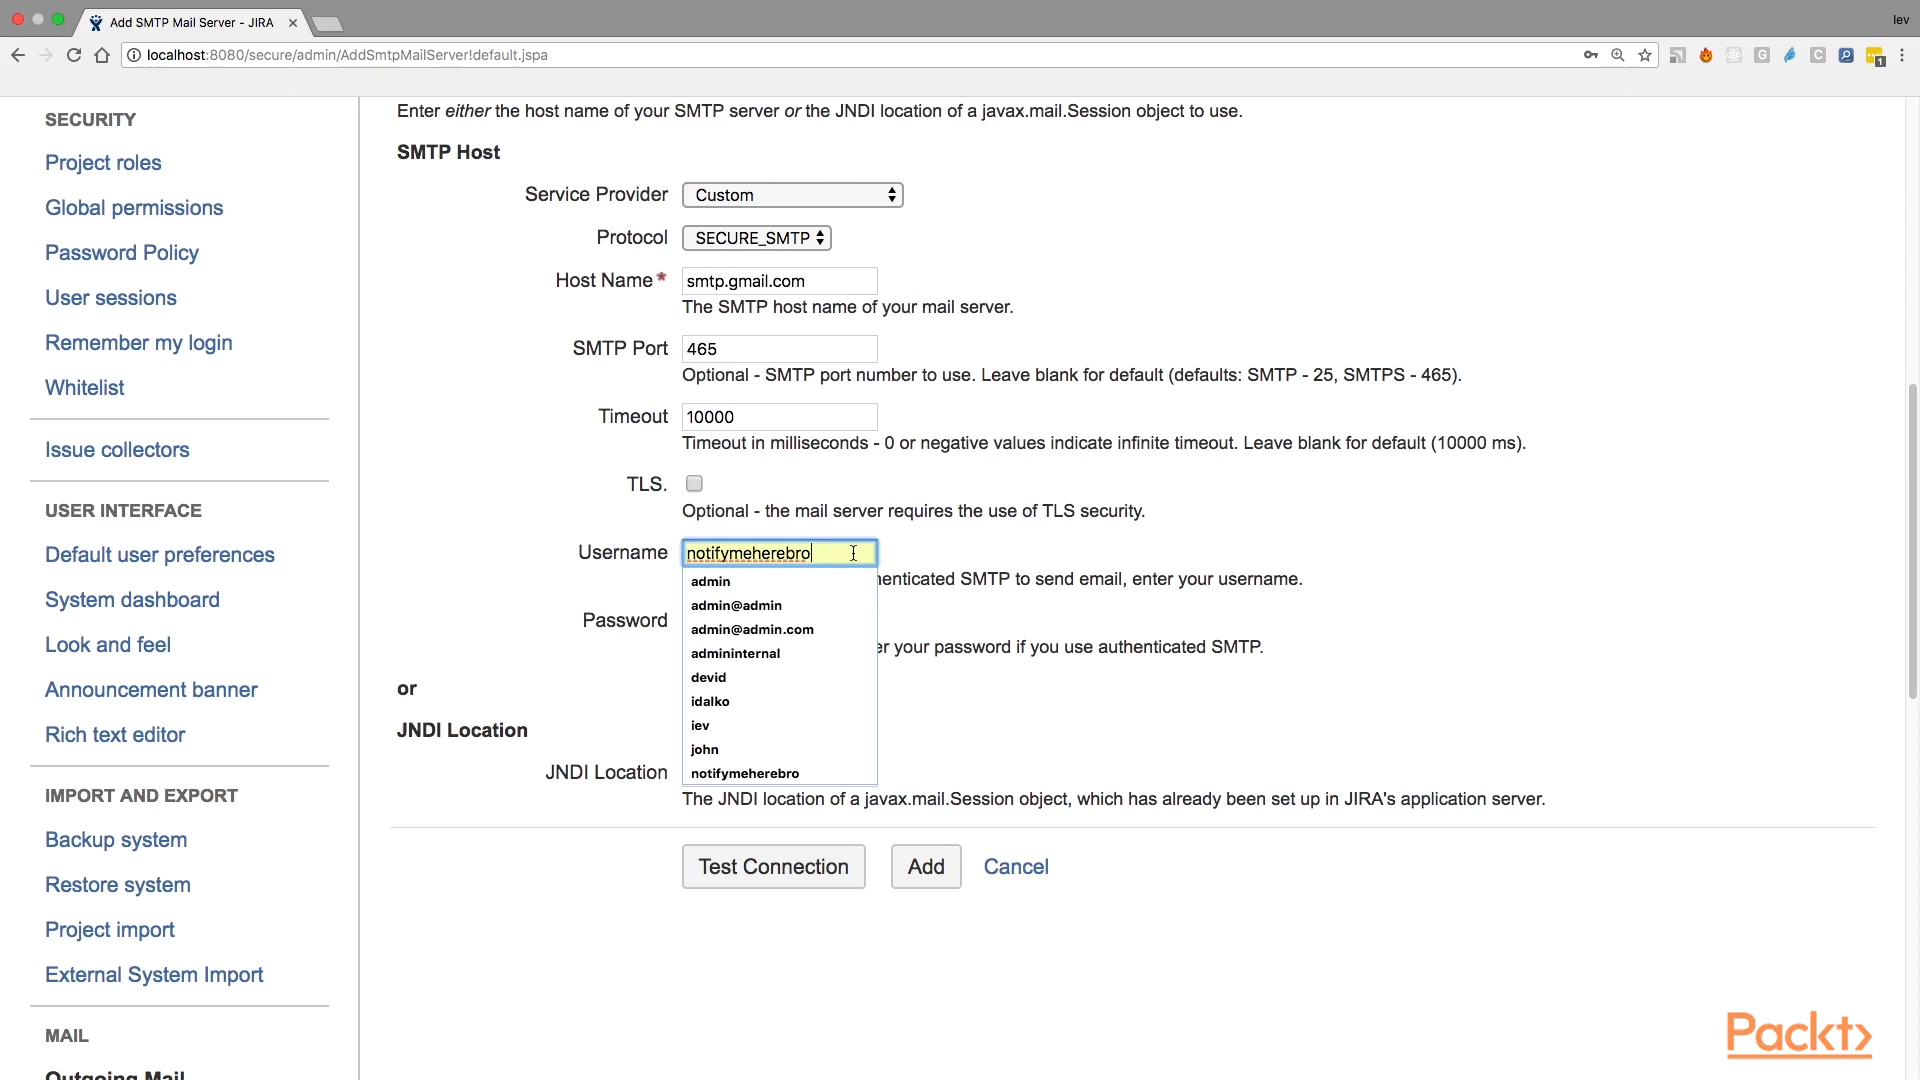 Add SMTP Mail Server - JIRA
Iev
localhost:8080/secure/admin/AddSmtpMailServer!default.jspa
G
C
1
SECURITY
Project roles
Global permissions
Password Policy
User sessions
Remember my login
Whitelist
Issue collectors
USER INTERFACE
Default user preferences
System dashboard
Look and feel
Announcement banner
Rich text editor
IMPORT AND EXPORT
Backup system
Restore system
Project import
External System Import
MAIL
Outgoing Mail
Enter either the host name of your SMTP server or the JNDI location of a javax.mail.Session object to use.
SMTP Host
Service Provider Custom
Protocol SECURE_SMTP
Host Name* smtp.gmail.com
The SMTP host name of your mail server.
SMTP Port 465
Optional - SMTP port number to use. Leave blank for default (defaults: SMTP - 25, SMTPS - 465).
Timeout 10000
Timeout in milliseconds - 0 or negative values indicate infinite timeout. Leave blank for default (10000 ms).
TLS.
Optional - the mail server requires the use of TLS security.
Username notifymeherebro
enticated SMTP to send email, enter your username.
Password
er your password if you use authenticated SMTP.
admin
admin@admin
admin@admin.com
admininternal
devid
idalko
iev
john
notifymeherebro
or
JNDI Location
JNDI Location
The JNDI location of a javax.mail.Session object, which has already been set up in JIRA's application server.
Test Connection Add Cancel
Packt>